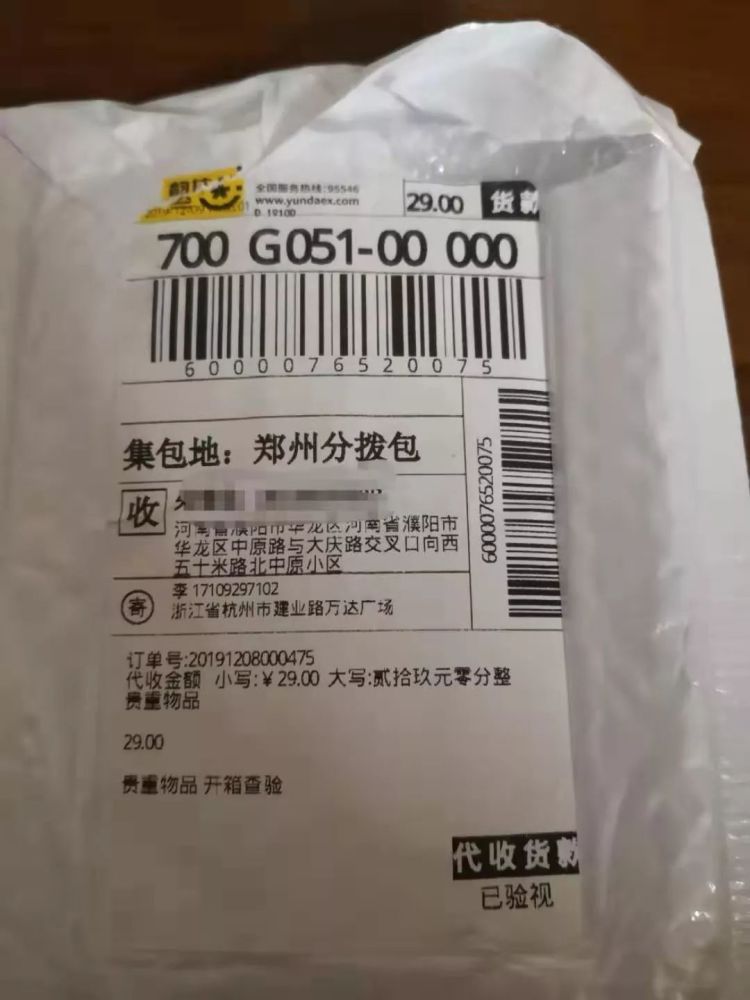 韵达
全国服务热线:95546
www.yundaex.com
D. 19100
29.00 货款
700 G051-00 000
6000076520075
6000076520075
集包地：郑州分拨包
收
河南省濮阳市华龙区河南省濮阳市
华龙区中原路与大庆路交叉口向西
五十米路北中原小区
寄
李 17109297102
浙江省杭州市建业路万达广场
订单号:20191208000475
代收金额 小写:¥29.00 大写:贰拾玖元零分整
贵重物品
29.00
贵重物品 开箱查验
代收货款
已验视